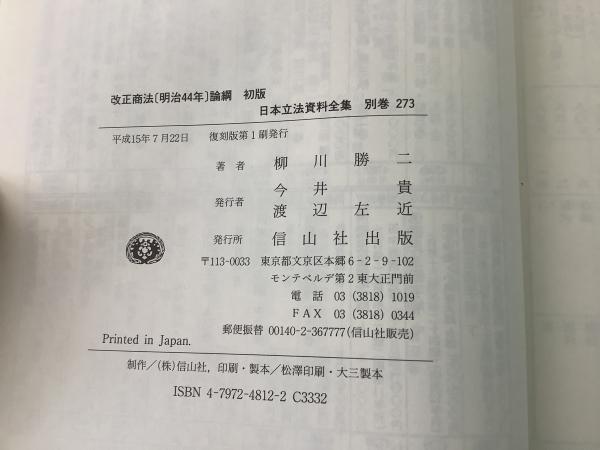 改正商法〔明治44年〕論綱　初版
日本立法資料全集　別巻 273
平成15年7月22日　復刻版第1刷発行
著者　柳川勝二
今井　貴
発行者
渡辺左近
発行所　信山社出版
〒113-0033　東京都文京区本郷6-2-9-102
モンテベルデ第2東大正門前
電話　03 (3818) 1019
FAX　03 (3818) 0344
郵便振替 00140-2-367777(信山社販売)
Printed in Japan.
制作／(株)信山社，印刷・製本／松澤印刷・大三製本
ISBN 4-7972-4812-2 C3332